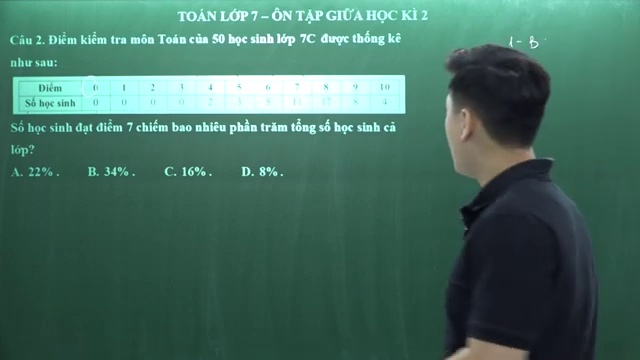 TOÁN LỚP 7 – ÔN TẬP GIỮA HỌC KÌ 2
1 – B
Câu 2. Điểm kiểm tra môn Toán của 50 học sinh lớp 7C được thống kê
như sau:
Điểm 0 1 2 3 4 5 6 7 8 9 10
Số học sinh 0 0 0 0 2 3 8 4
Số học sinh đạt điểm 7 chiếm bao nhiêu phần trăm tổng số học sinh cả
lớp?
A. 22% . B. 34% . C. 16% . D. 8% .